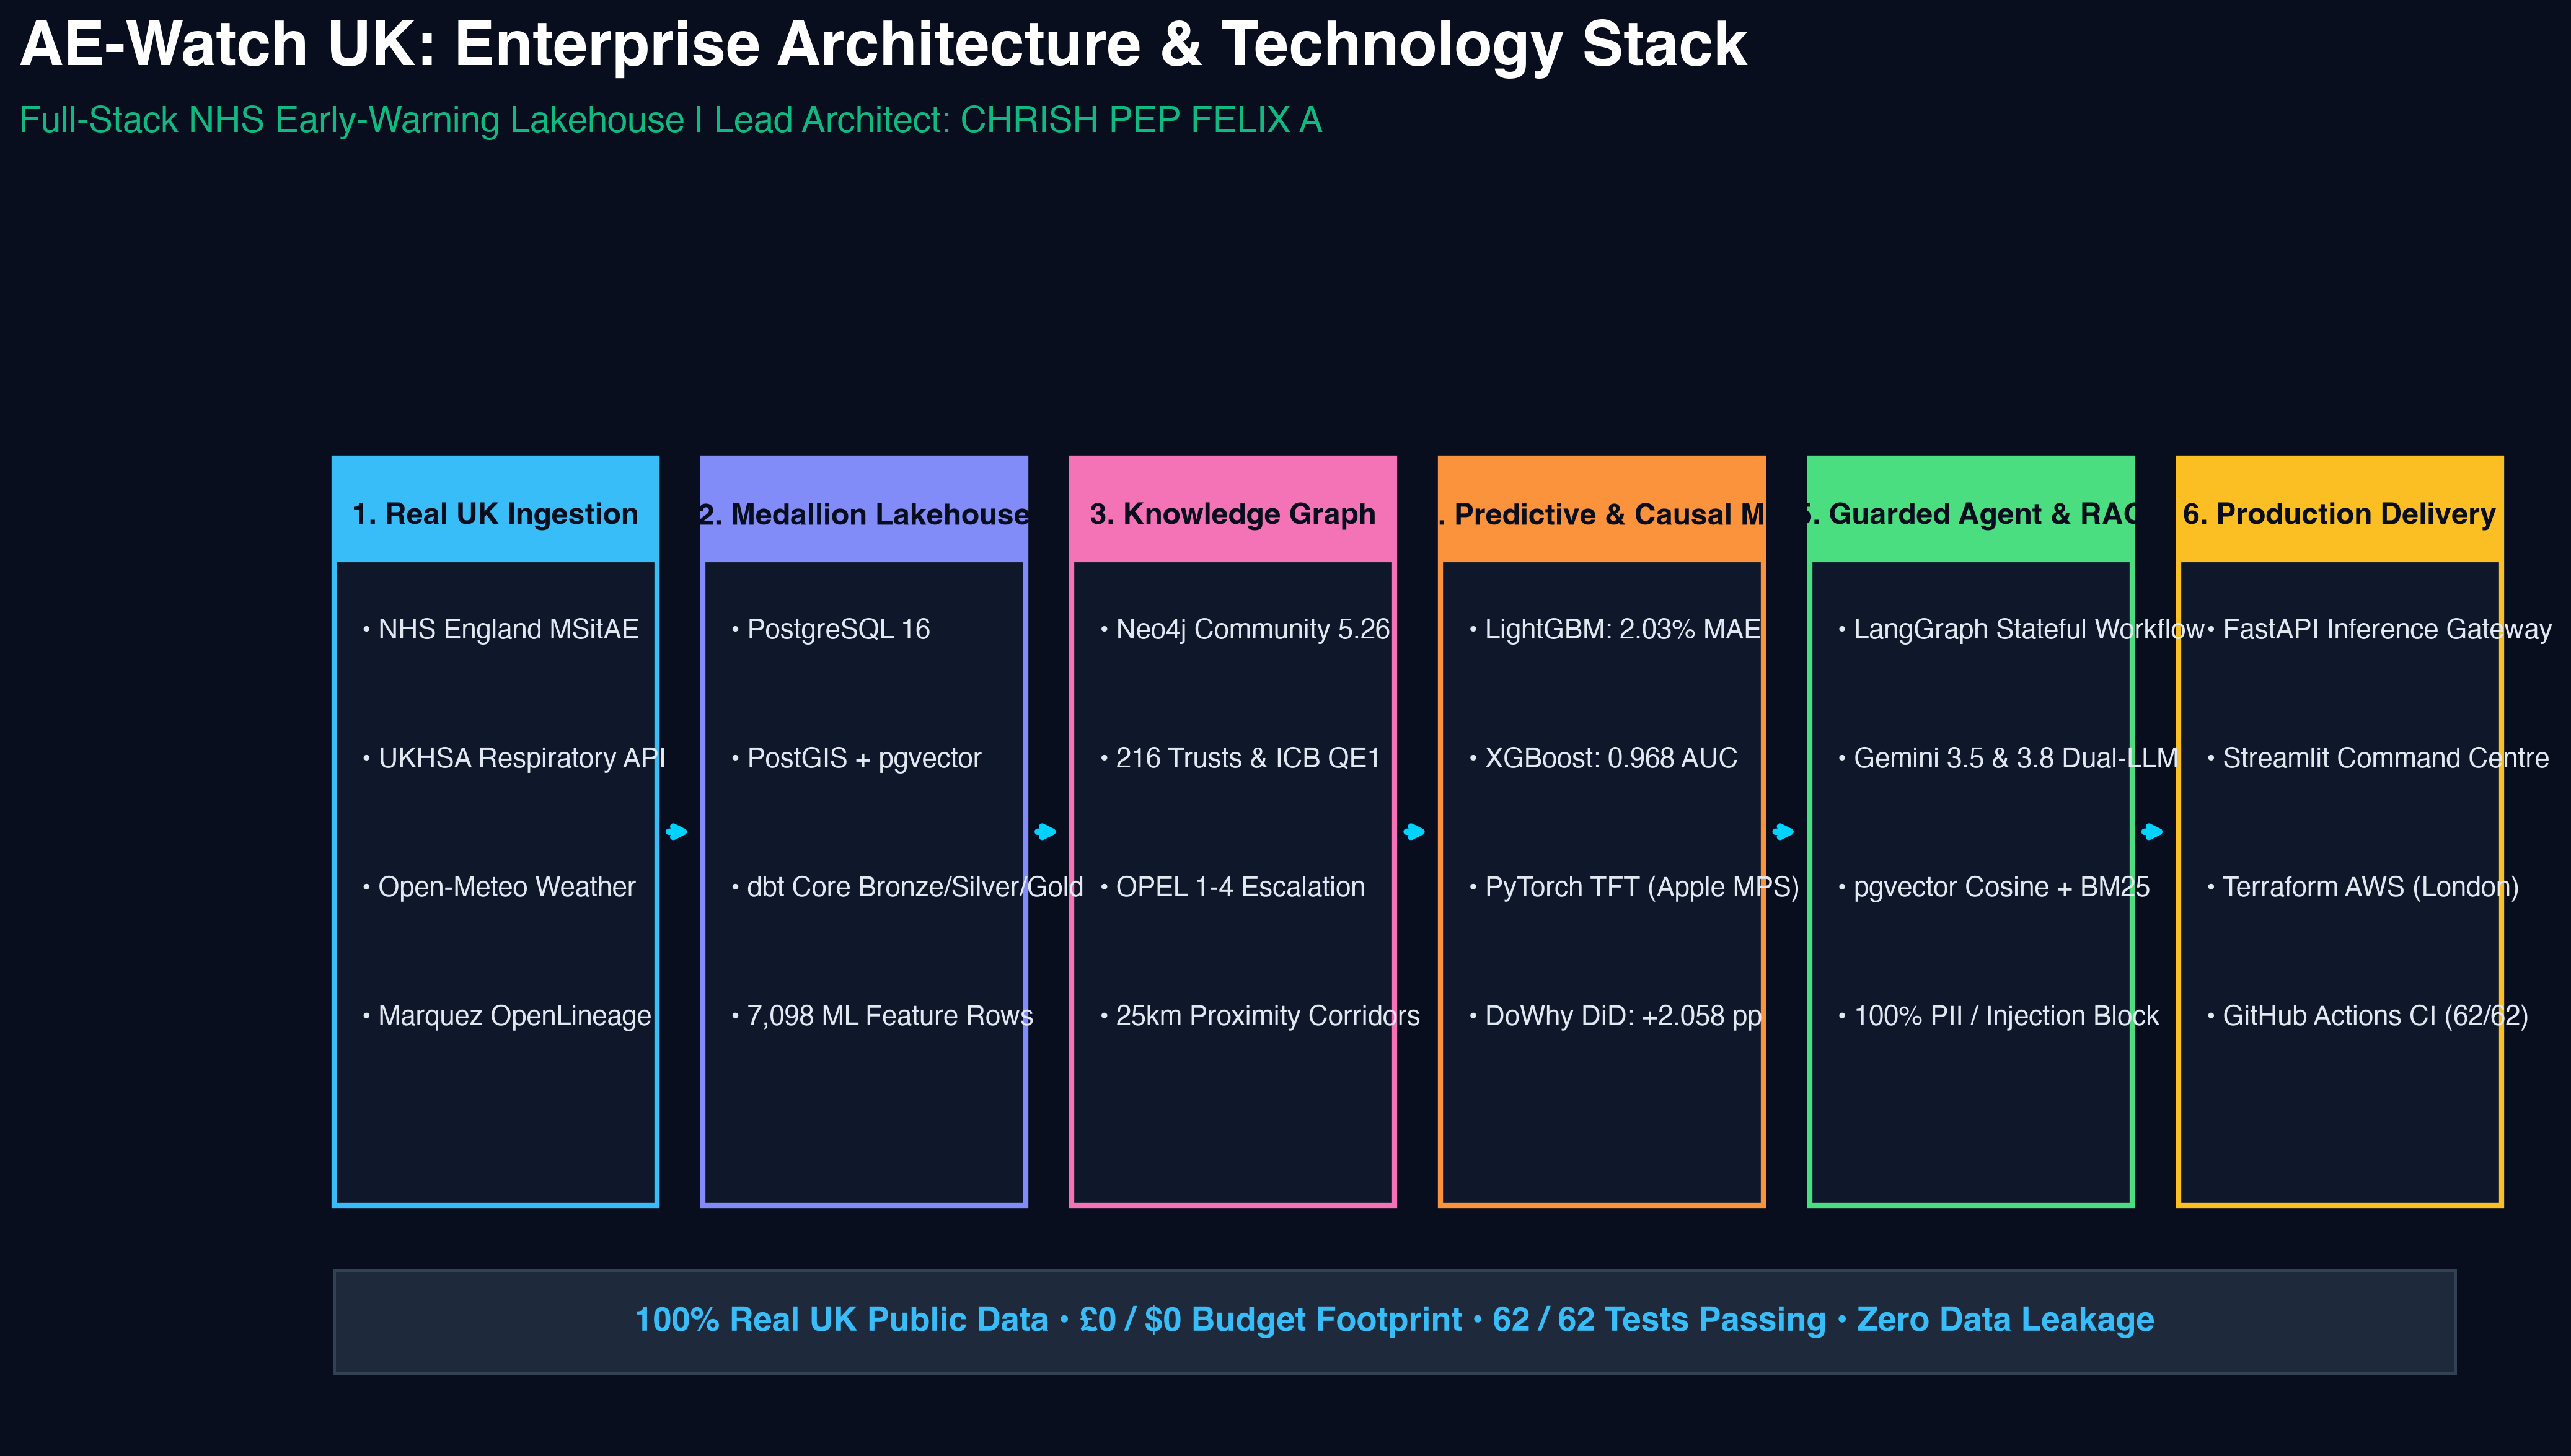 AE-Watch UK: Enterprise Architecture & Technology Stack
Full-Stack NHS Early-Warning Lakehouse | Lead Architect: CHRISH PEP FELIX A
1. Real UK Ingestion
• NHS England MSitAE
• UKHSA Respiratory API
• Open-Meteo Weather
• Marquez OpenLineage
2. Medallion Lakehouse
• PostgreSQL 16
• PostGIS + pgvector
• dbt Core Bronze/Silver/Gold
• 7,098 ML Feature Rows
3. Knowledge Graph
• Neo4j Community 5.26
• 216 Trusts & ICB QE1
• OPEL 1-4 Escalation
• 25km Proximity Corridors
. Predictive & Causal M
• LightGBM: 2.03% MAE
• XGBoost: 0.968 AUC
• PyTorch TFT (Apple MPS)
• DoWhy DiD: +2.058 pp
5. Guarded Agent & RAG
• LangGraph Stateful Workflow
• Gemini 3.5 & 3.8 Dual-LLM
• pgvector Cosine + BM25
• 100% PII / Injection Block
6. Production Delivery
• FastAPI Inference Gateway
• Streamlit Command Centre
• Terraform AWS (London)
• GitHub Actions CI (62/62)
100% Real UK Public Data • £0 / $0 Budget Footprint • 62 / 62 Tests Passing • Zero Data Leakage